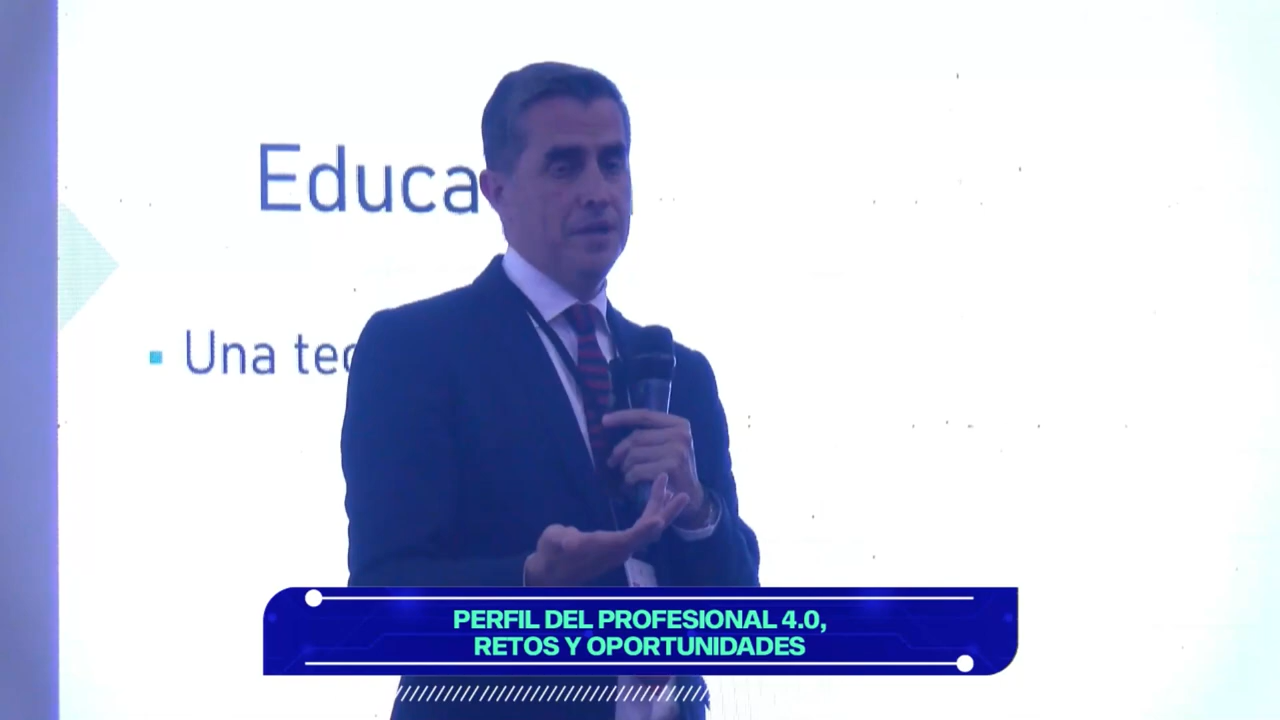 Educa
Una tec
PERFIL DEL PROFESIONAL 4.0,
RETOS Y OPORTUNIDADES